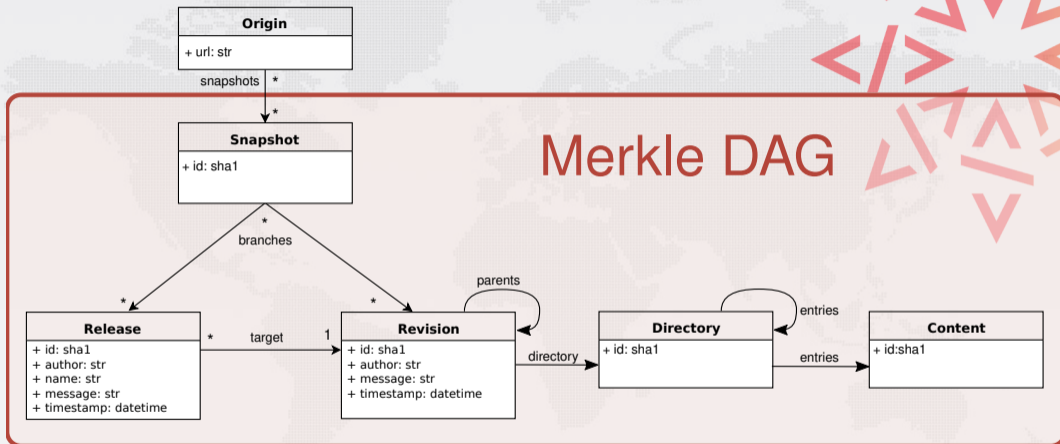 Origin
+ url: str
snapshots *
*
Snapshot
+ id: sha1
Merkle DAG
*
branches
*
*
parents
entries
Release
+ id: sha1
+ author: str
+ name: str
+ message: str
+ timestamp: datetime
* target 1
Revision
+ id: sha1
+ author: str
+ message: str
+ timestamp: datetime
directory
Directory
+ id: sha1
entries
Content
+ id:sha1